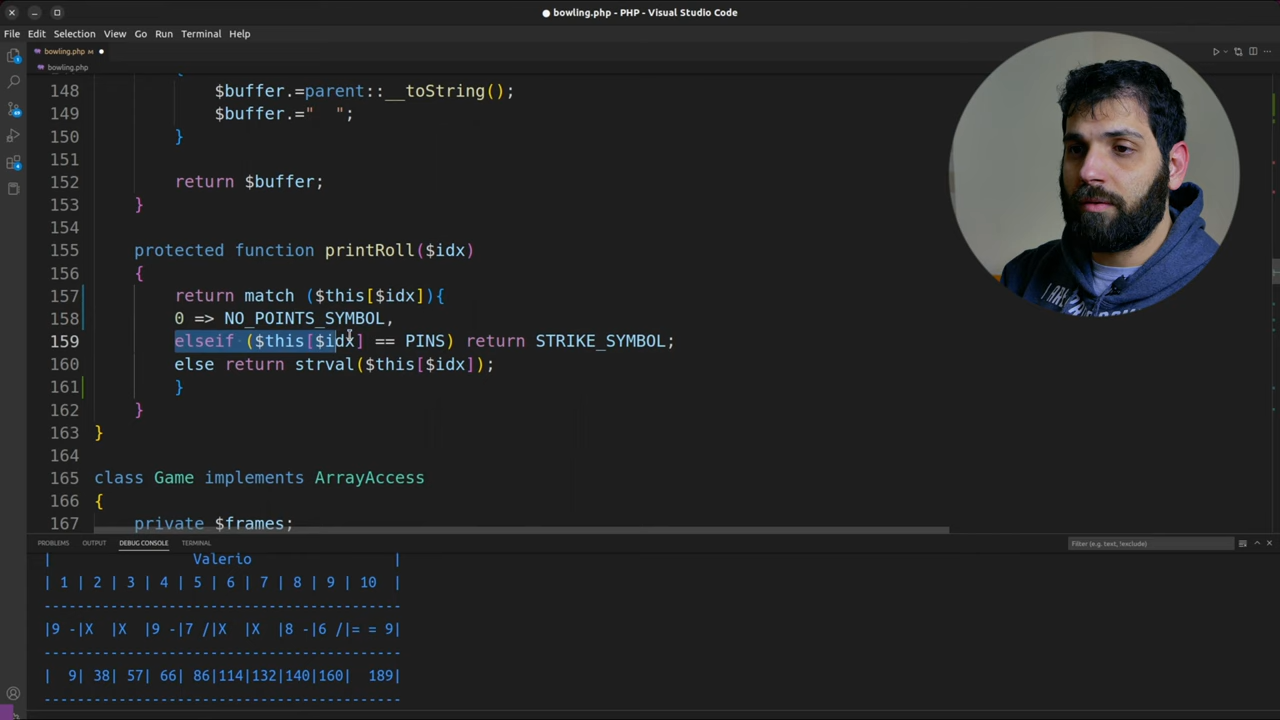 bowling.php - PHP - Visual Studio Code
File Edit Selection View Go Run Terminal Help
bowling.php M
bowling.php
148 $buffer.=parent::__toString();
149 $buffer.="  ";
150 }
151
152 return $buffer;
153 }
154
155 protected function printRoll($idx)
156 {
157 return match ($this[$idx]){
158 0 => NO_POINTS_SYMBOL,
159 elseif ($this[$idx] == PINS) return STRIKE_SYMBOL;
160 else return strval($this[$idx]);
161 }
162 }
163 }
164
165 class Game implements ArrayAccess
166 {
167 private $frames;
PROBLEMS OUTPUT DEBUG CONSOLE TERMINAL Filter (e.g. text, !exclude)
| Valerio |
| 1 | 2 | 3 | 4 | 5 | 6 | 7 | 8 | 9 | 10 |
---------------------------------------------------
|9 -|X |X |9 -|7 /|X |X |8 -|6 /|= = 9|
---------------------------------------------------
| 9| 38| 57| 66| 86|114|132|140|160| 189|
---------------------------------------------------